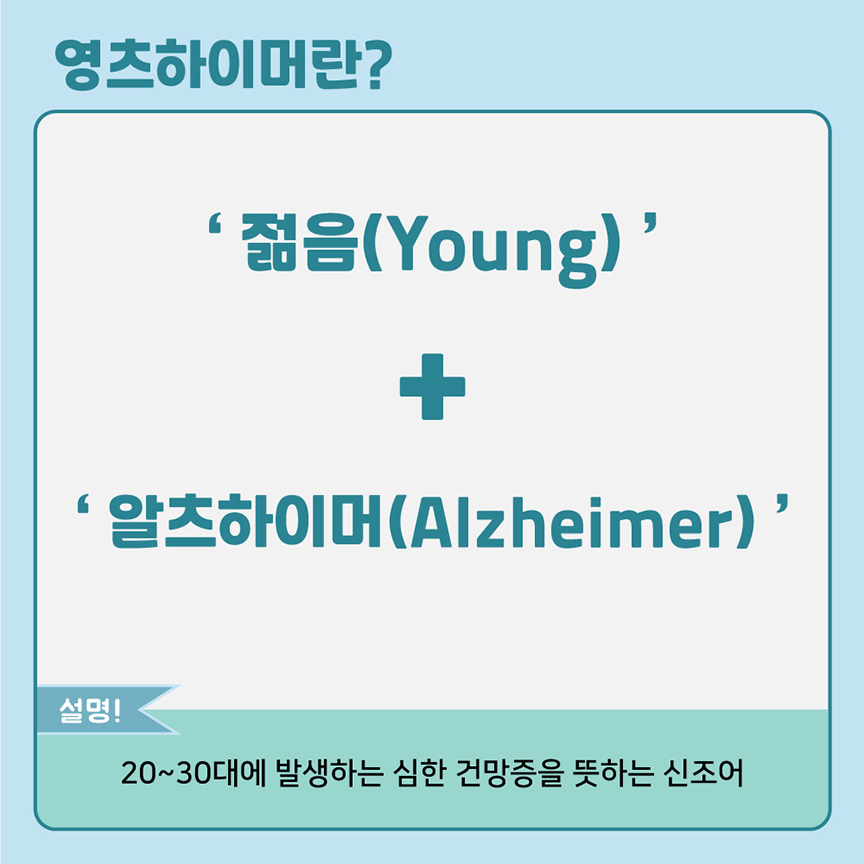 영츠하이머란?
‘ 젊음(Young) ’
+
‘ 알츠하이머(Alzheimer) ’
설명!
20~30대에 발생하는 심한 건망증을 뜻하는 신조어